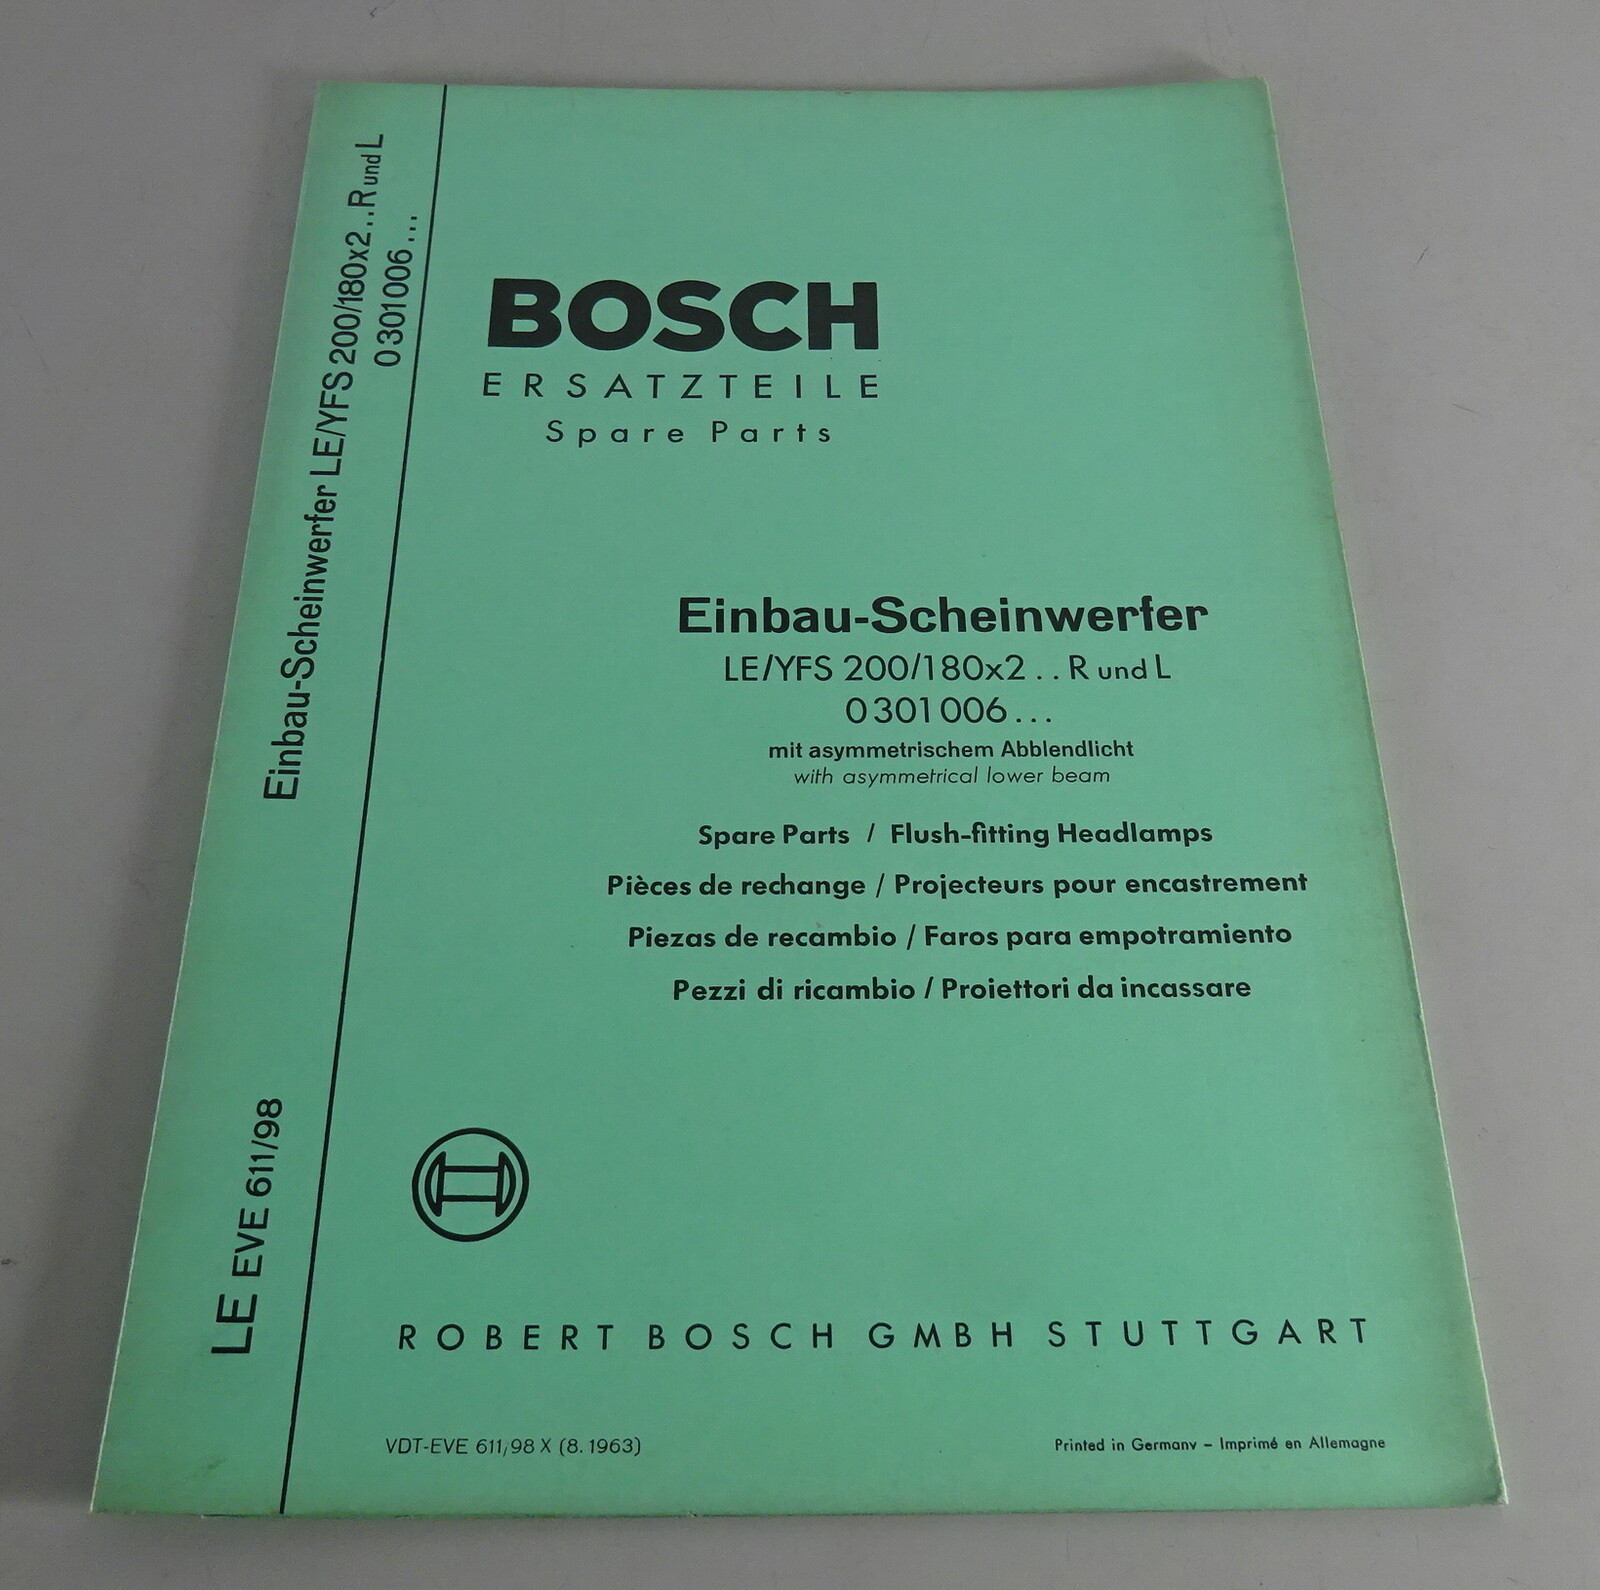 Einbau-Scheinwerfer LE/YFS 200/180x2..R und L
0 301 006...
LE EVE 611/98
BOSCH
ERSATZTEILE
Spare Parts
Einbau-Scheinwerfer
LE/YFS 200/180x2 .. R und L
0 301 006...
mit asymmetrischem Abblendlicht
with asymmetrical lower beam
Spare Parts / Flush-fitting Headlamps
Pièces de rechange / Projecteurs pour encastrement
Piezas de recambio / Faros para empotramiento
Pezzi di ricambio / Proiettori da incassare
ROBERT BOSCH GMBH STUTTGART
VDT-EVE 611/98 X (8. 1963)
Printed in Germany – Imprimé en Allemagne